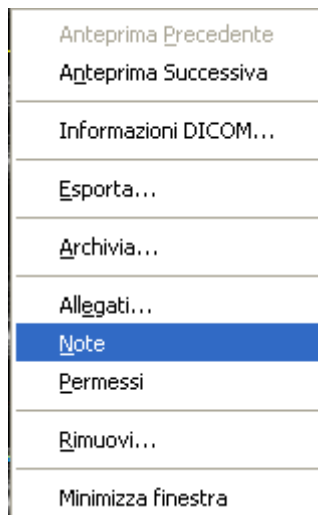 Anteprima Precedente
Anteprima Successiva
Informazioni DICOM...
Esporta...
Archivia...
Allegati...
Note
Permessi
Rimuovi...
Minimizza finestra